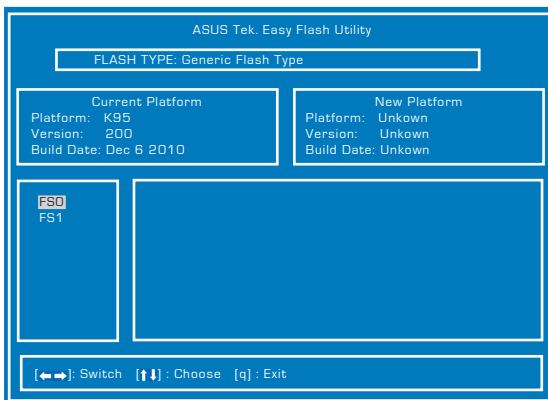 ASUS Tek. Easy Flash Utility
FLASH TYPE: Generic Flash Type
Current Platform
Platform: K95
Version: 200
Build Date: Dec 6 2010
New Platform
Platform: Unkown
Version: Unkown
Build Date: Unkown
FS0
FS1
[←→]: Switch [↑↓] : Choose [q] : Exit